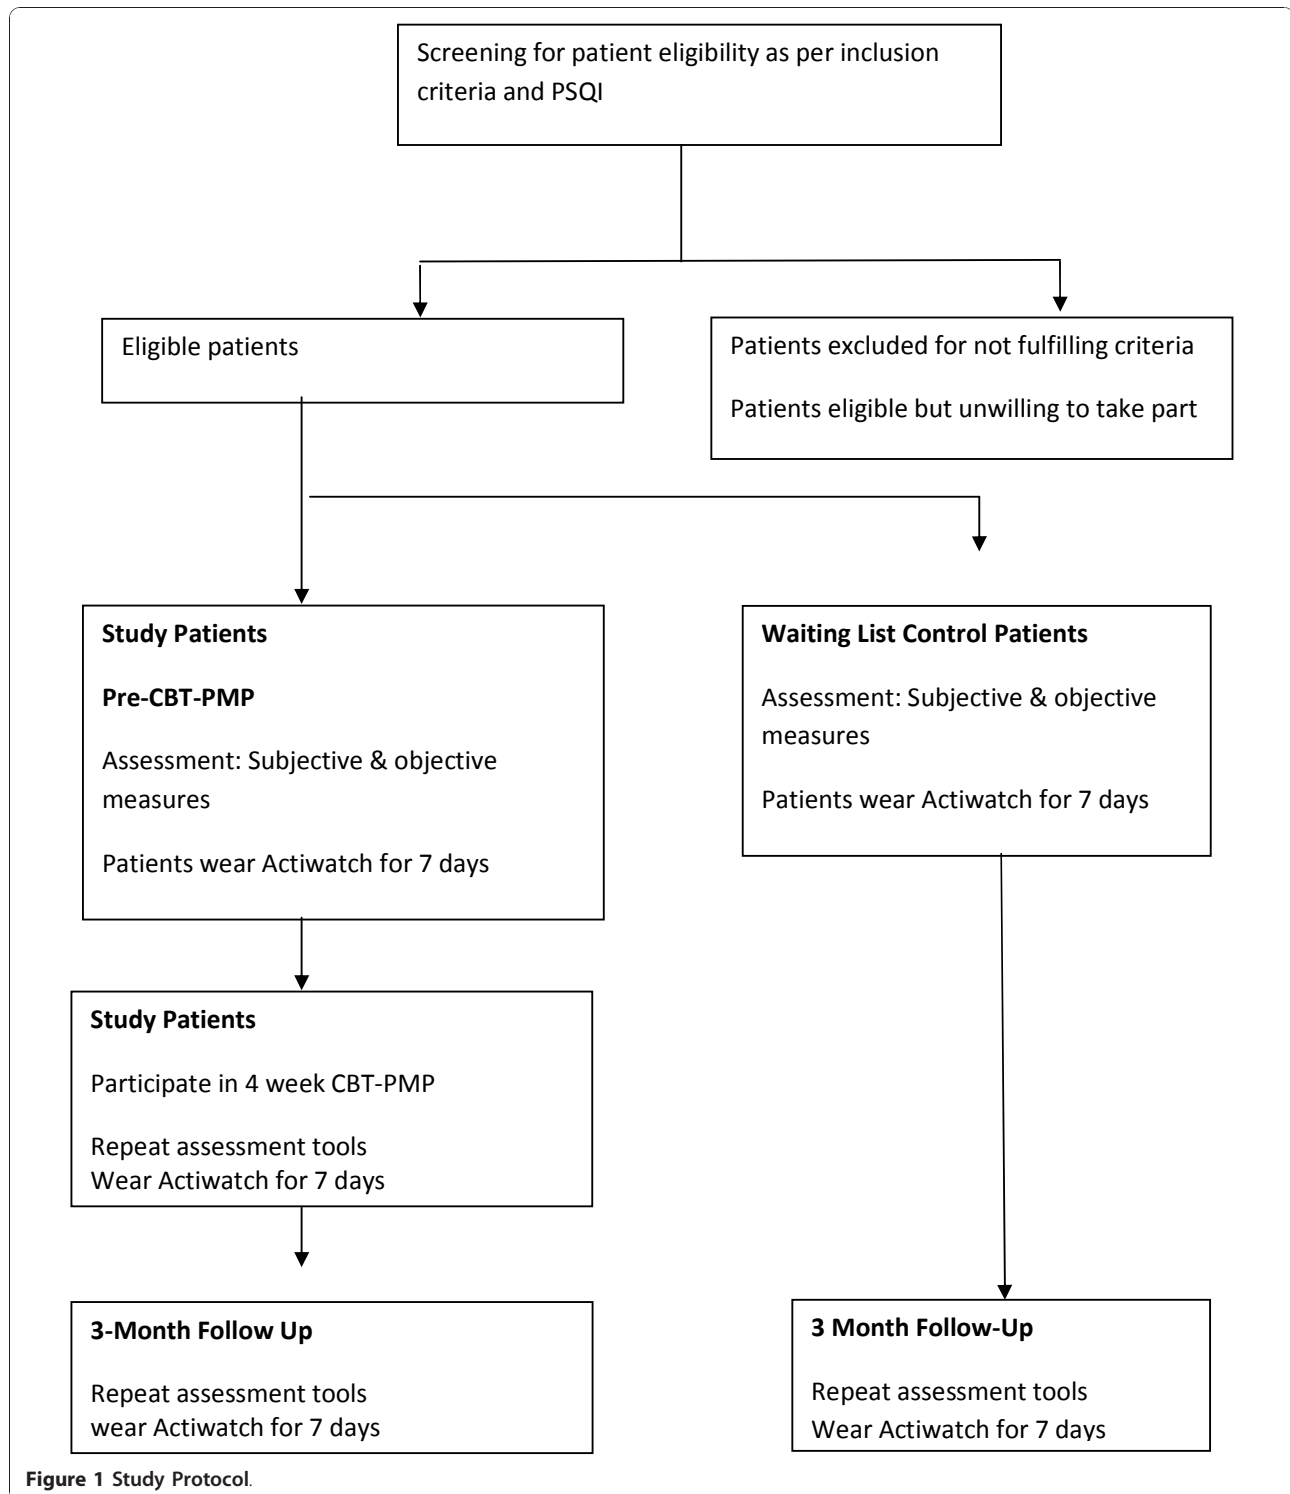 Screening for patient eligibility as per inclusion
criteria and PSQI
Eligible patients
Patients excluded for not fulfilling criteria
Patients eligible but unwilling to take part
Study Patients
Pre-CBT-PMP
Assessment: Subjective & objective
measures
Patients wear Actiwatch for 7 days
Waiting List Control Patients
Assessment: Subjective & objective
measures
Patients wear Actiwatch for 7 days
Study Patients
Participate in 4 week CBT-PMP
Repeat assessment tools
Wear Actiwatch for 7 days
3-Month Follow Up
Repeat assessment tools
wear Actiwatch for 7 days
3 Month Follow-Up
Repeat assessment tools
Wear Actiwatch for 7 days
Figure 1 Study Protocol.